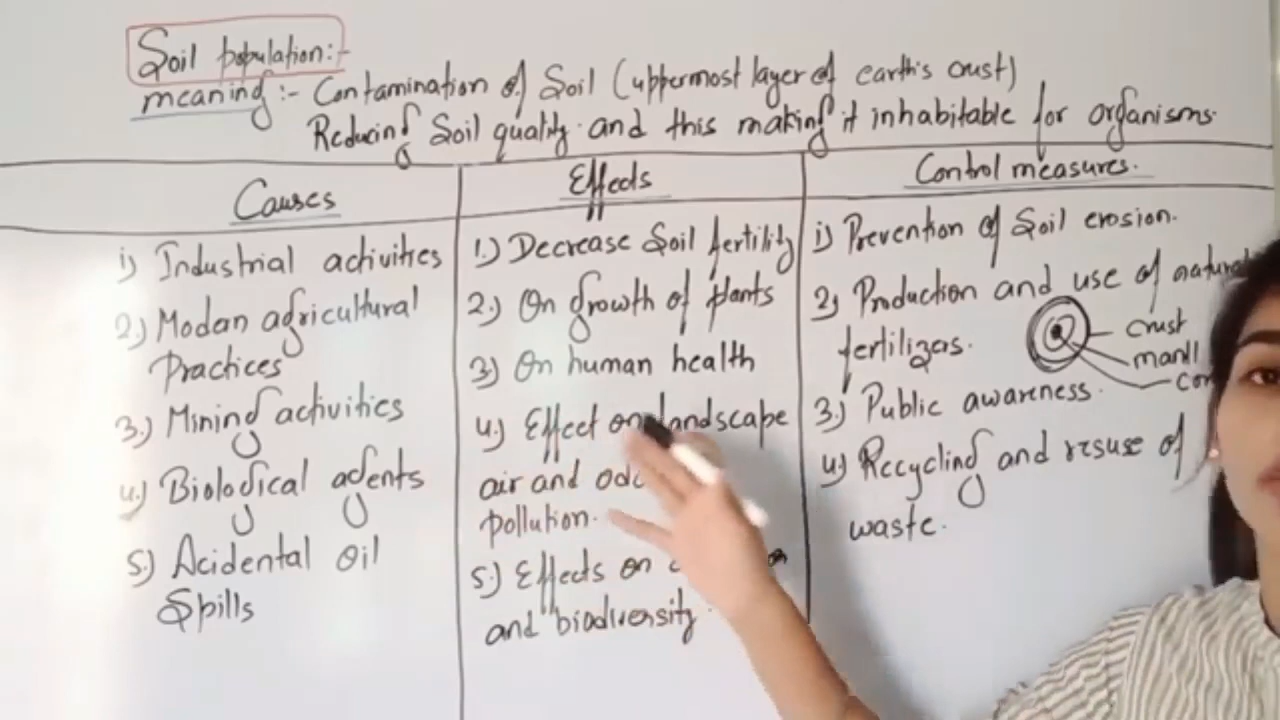 Soil population:-
meaning :- Contamination of Soil (uppermost layer of earth's crust)
Reducing Soil quality. and this making it inhabitable for organisms.
Causes
i) Industrial activities
2.) Modan agricultural
Practices
3.) Mining activities
4.) Biological agents
5.) Acidental Oil
Spills
Effects
1.) Decrease Soil fertility
2.) On growth of plants
3.) On human health
4.) Effect on landscape
air and
pollution.
5.) Effects on
and biodiversity.
Control measures.
i) Prevention of Soil erosion.
2) Production and use of natural
fertilizers.
crust
mantl
3.) Public awareness.
4) Recycling and resuse of
waste.